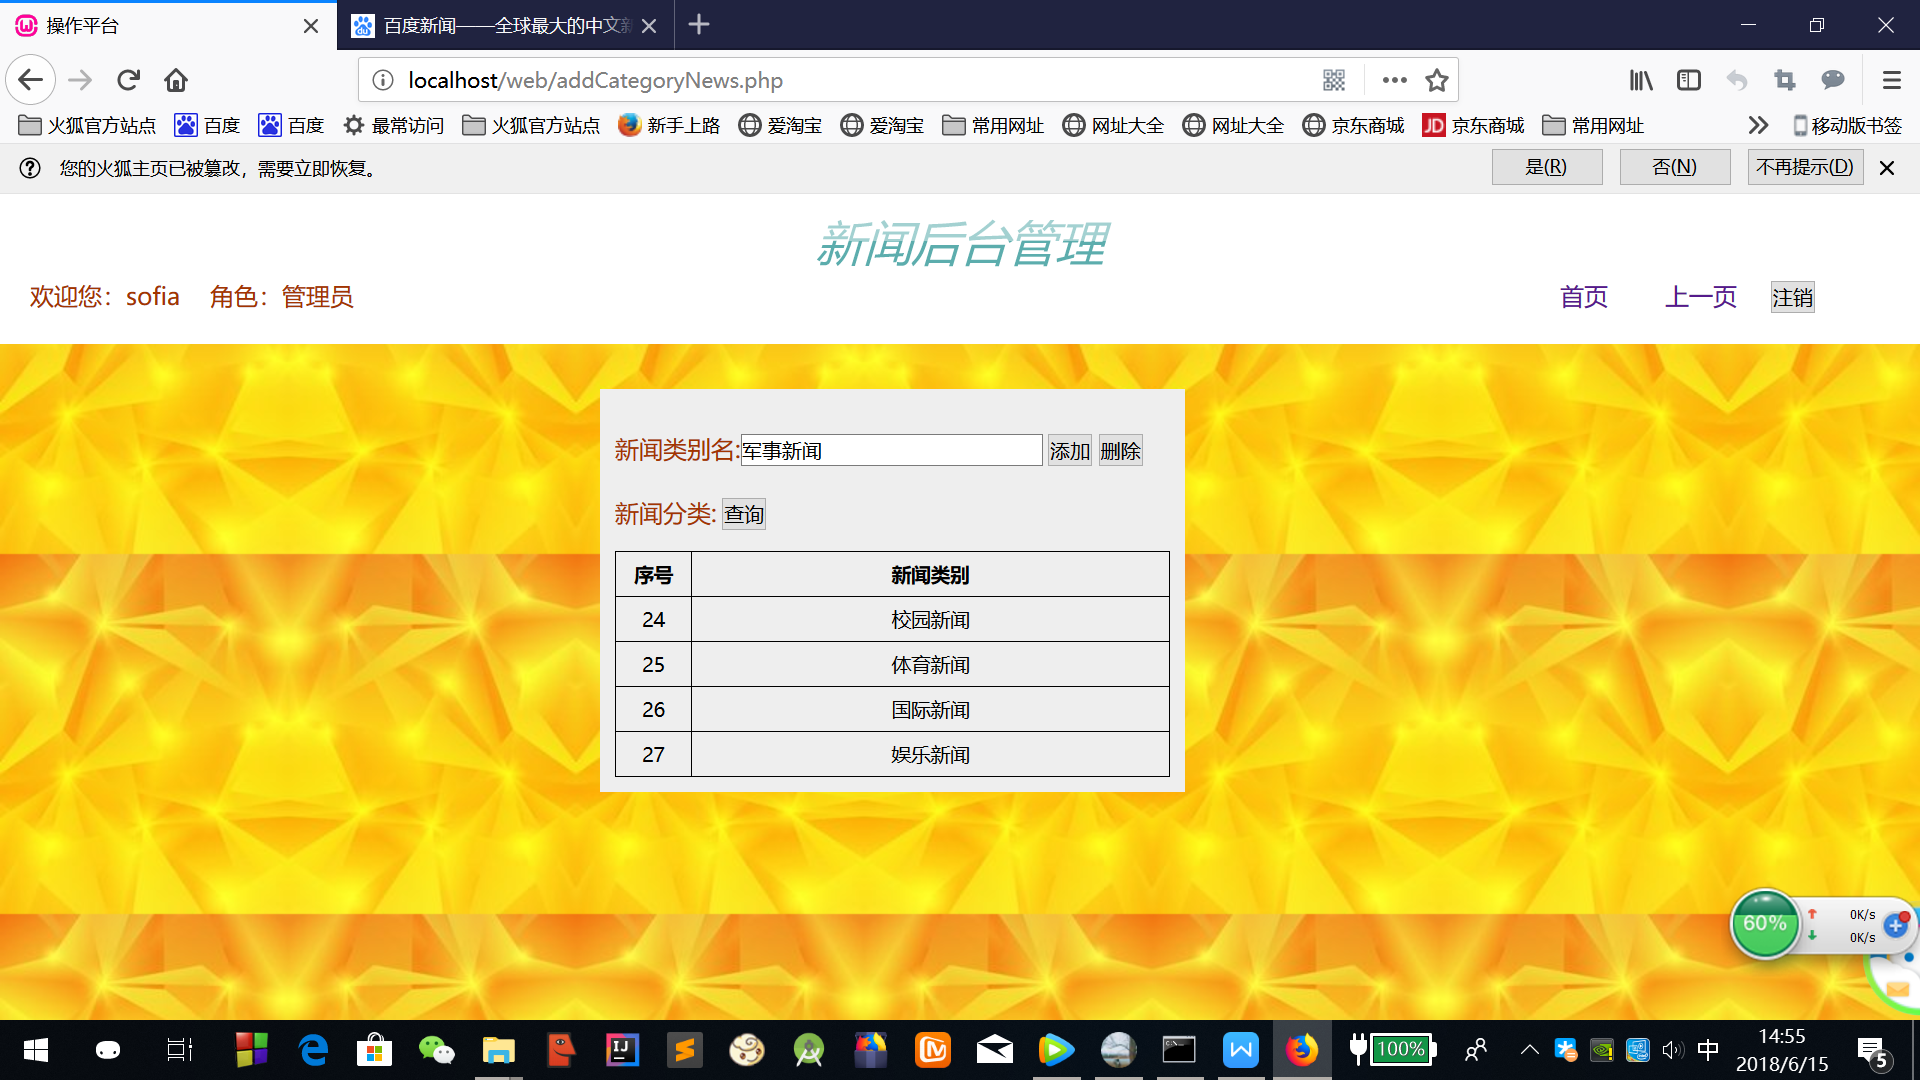 操作平台
百度新闻——全球最大的中文新
localhost/web/addCategoryNews.php
火狐官方站点 百度 百度 最常访问 火狐官方站点 新手上路 爱淘宝 爱淘宝 常用网址 网址大全 网址大全 京东商城 JD 京东商城 常用网址 移动版书签
您的火狐主页已被篡改，需要立即恢复。 是(R) 否(N) 不再提示(D)
新闻后台管理
欢迎您：sofia 角色：管理员 首页 上一页 注销
新闻类别名:军事新闻 添加 删除
新闻分类: 查询
序号 新闻类别
24 校园新闻
25 体育新闻
26 国际新闻
27 娱乐新闻
60% 0K/s
0K/s
100% 中 14:55
2018/6/15 5